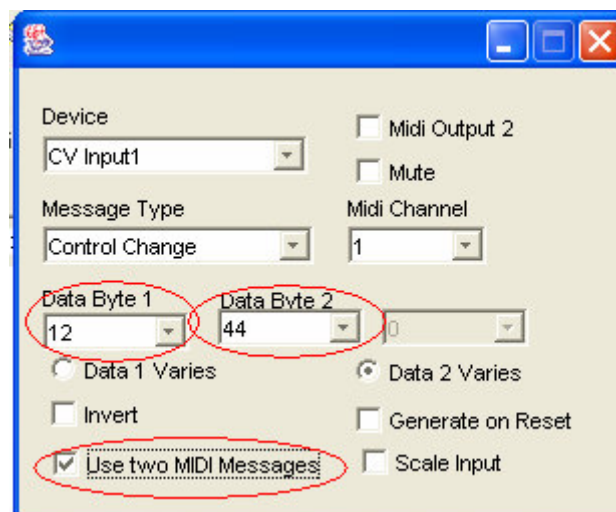 Device
Midi Output 2
CV Input1
Mute
Message Type
Midi Channel
Control Change
1
Data Byte 1
Data Byte 2
12
44
0
Data 1 Varies
Data 2 Varies
Invert
Generate on Reset
Use two MIDI Messages
Scale Input